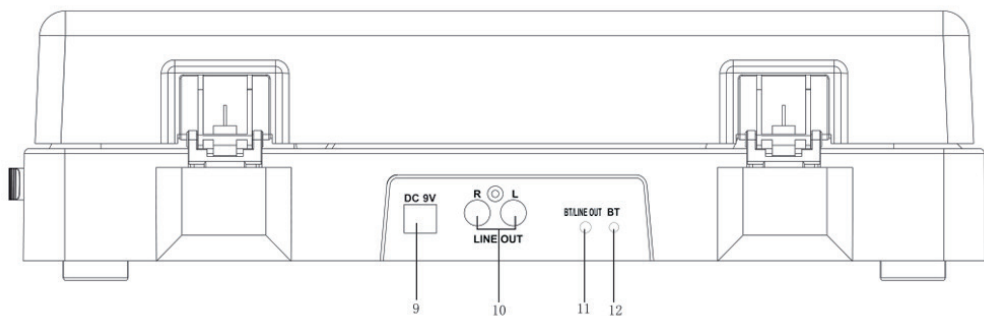 DC 9V
R L
LINE OUT
BT/LINE OUT BT
9 10 11 12